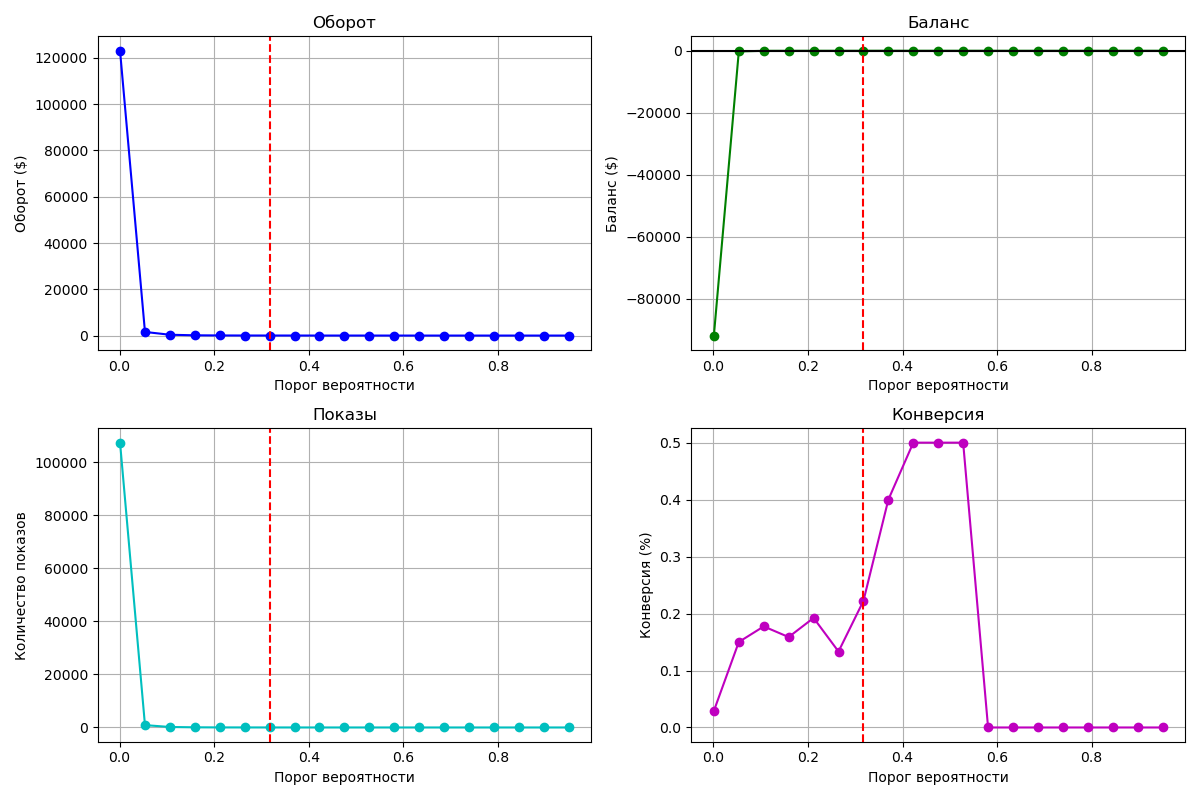 Оборот
Оборот ($)
120000
100000
80000
60000
40000
20000
0
0.0 0.2 0.4 0.6 0.8
Порог вероятности
Баланс
Баланс ($)
0
−20000
−40000
−60000
−80000
0.0 0.2 0.4 0.6 0.8
Порог вероятности
Показы
Количество показов
100000
80000
60000
40000
20000
0
0.0 0.2 0.4 0.6 0.8
Порог вероятности
Конверсия
Конверсия (%)
0.5
0.4
0.3
0.2
0.1
0.0
0.0 0.2 0.4 0.6 0.8
Порог вероятности